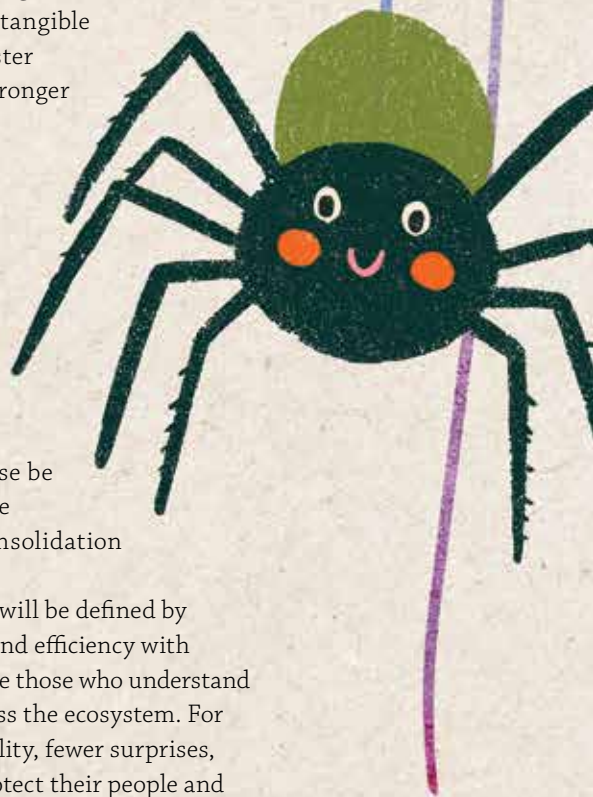 tangible
ster
ronger
se be
e
nsolidation
will be defined by
nd efficiency with
e those who understand
ss the ecosystem. For
lity, fewer surprises,
otect their people and